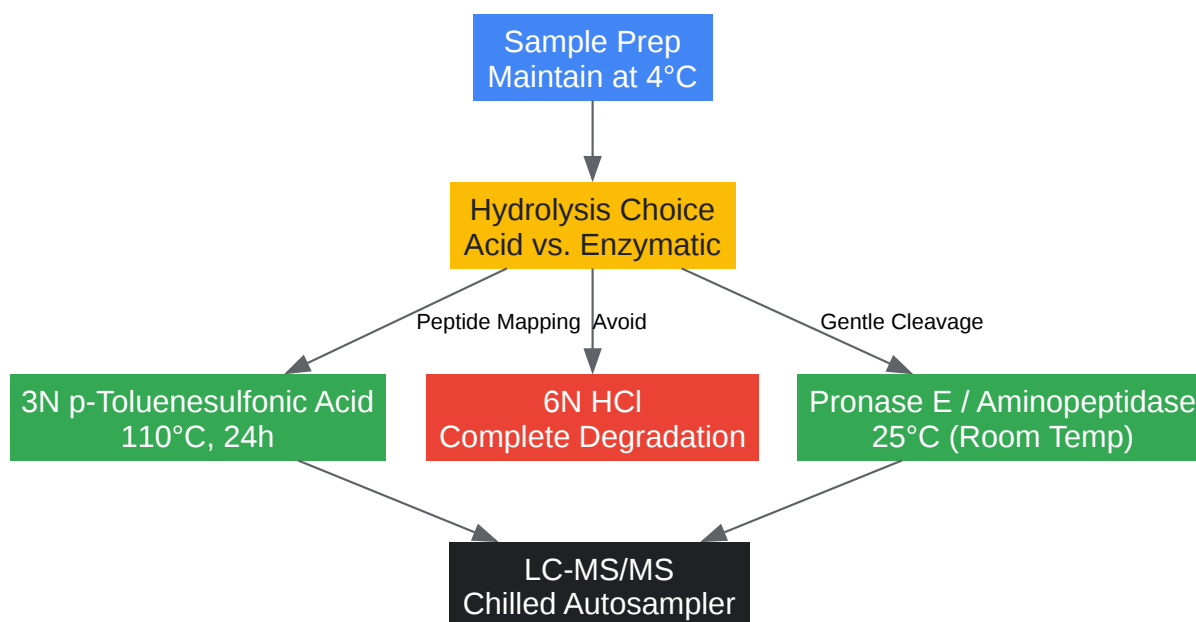 Sample Prep
Maintain at 4°C
Hydrolysis Choice
Acid vs. Enzymatic
Peptide Mapping
Avoid
Gentle Cleavage
3N p-Toluenesulfonic Acid
110°C, 24h
6N HCl
Complete Degradation
Pronase E / Aminopeptidase
25°C (Room Temp)
LC-MS/MS
Chilled Autosampler